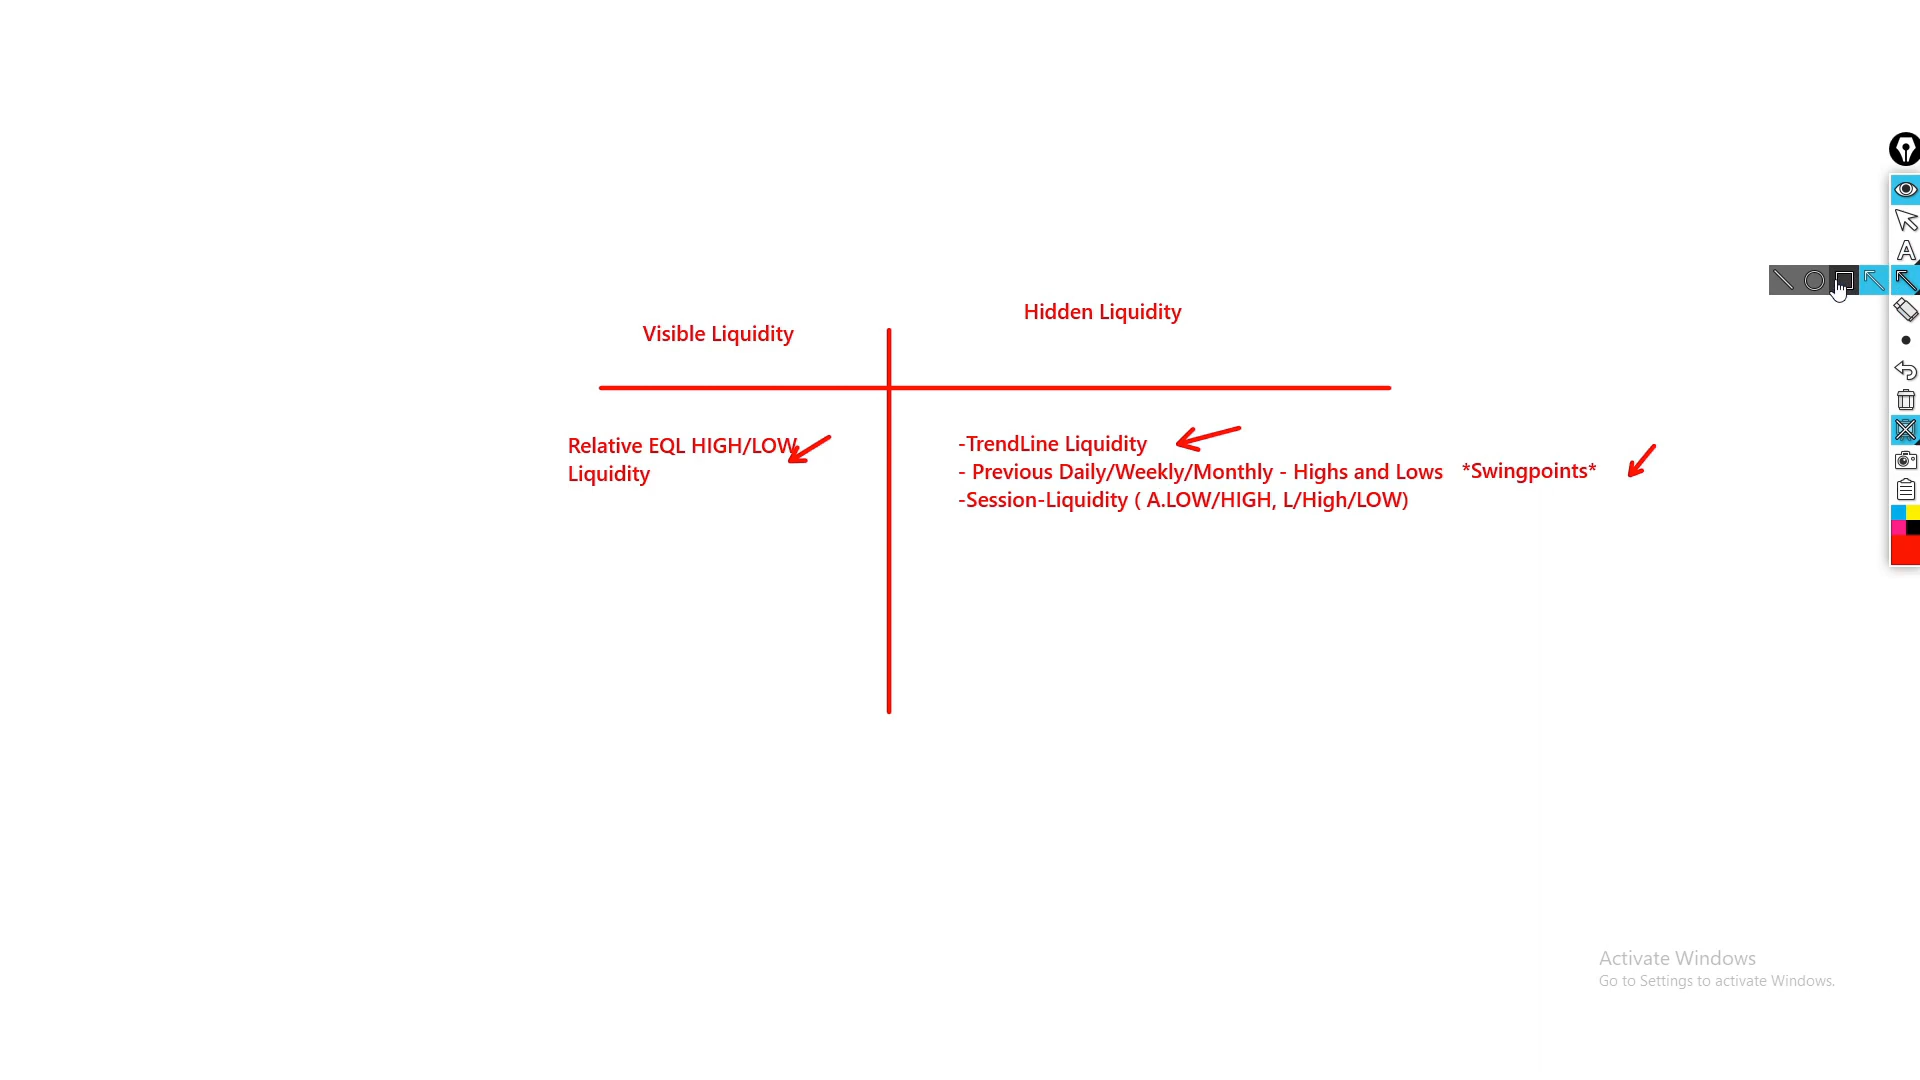 Hidden Liquidity
Visible Liquidity
Relative EQL HIGH/LOW
Liquidity
-TrendLine Liquidity
- Previous Daily/Weekly/Monthly - Highs and Lows   *Swingpoints*
-Session-Liquidity ( A.LOW/HIGH, L/High/LOW)
Activate Windows
Go to Settings to activate Windows.